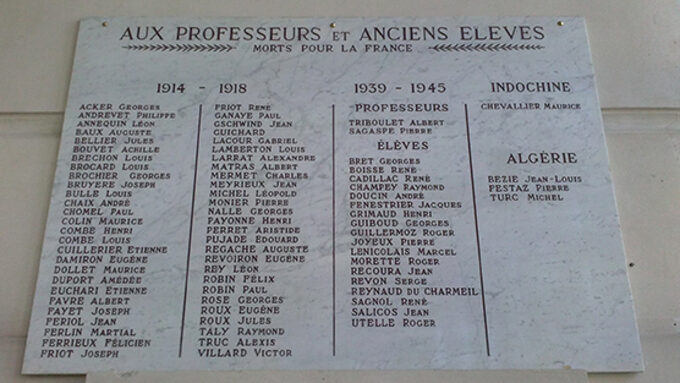 AUX PROFESSEURS ET ANCIENS ELEVES
MORTS POUR LA FRANCE
1914 - 1918
ACKER GEORGES
ANDREVET PHILIPPE
ANNEQUIN LÉON
BAUX AUGUSTE
BELLIER JULES
BOUVET ACHILLE
BRECHON LOUIS
BROCARD LOUIS
BROCHIER GEORGES
BRUYERE JOSEPH
BULLE LOUIS
CHAIX ANDRÉ
CHOMEL PAUL
COLIN MAURICE
COMBE HENRI
COMBE LOUIS
CUILLERIER ETIENNE
DAMIRON EUGÈNE
DOLLET MAURICE
DUPORT AMÉDÉE
EUCHARI ETIENNE
FAVRE ALBERT
FAYET JOSEPH
FERIOL JEAN
FERLIN MARTIAL
FERRIEUX FÉLICIEN
FRIOT JOSEPH
FRIOT RENÉ
GANAYE PAUL
GSCHWIND JEAN
GUICHARD
LACOUR GABRIEL
LAMBERTON LOUIS
LARRAT ALEXANDRE
MATRAS ALBERT
MERMET CHARLES
MEYRIEUX JEAN
MICHEL LÉOPOLD
MONIER PIERRE
NALLE GEORGES
PAYONNE HENRI
PERRET ARISTIDE
PUJADE EDOUARD
REGACHE AUGUSTE
REVOIRON EUGÈNE
REY LÉON
ROBIN FÉLIX
ROBIN PAUL
ROSE GEORGES
ROUX EUGÈNE
ROUX JULES
TALY RAYMOND
TRUC ALEXIS
VILLARD VICTOR
1939 - 1945
PROFESSEURS
TRIBOULET ALBERT
SAGASPE PIERRE
ÉLÈVES
BRET GEORGES
BOISSE RENÉ
CADILLAC RENÉ
CHAMPEY RAYMOND
DOUCIN ANDRÉ
FENESTRIER JACQUES
GRIMAUD HENRI
GUIBOUD GEORGES
GUILLERMOZ ROGER
JOYEUX PIERRE
LENICOLAIS MARCEL
MORETTE ROGER
RECOURA JEAN
REVON SERGE
REYNAUD DU CHARMEIL
SAGNOL RENÉ
SALICOS JEAN
UTELLE ROGER
INDOCHINE
CHEVALLIER MAURICE
ALGÉRIE
BEZIE JEAN-LOUIS
FESTAZ PIERRE
TURC MICHEL